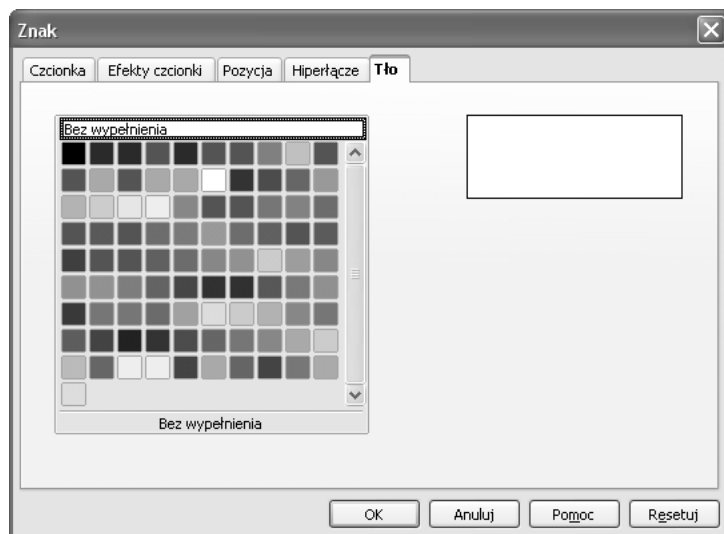 Znak
Czcionka Efekty czcionki Pozycja Hiperłącze Tło
Bez wypełnienia
Bez wypełnienia
OK Anuluj Pomoc Resetuj